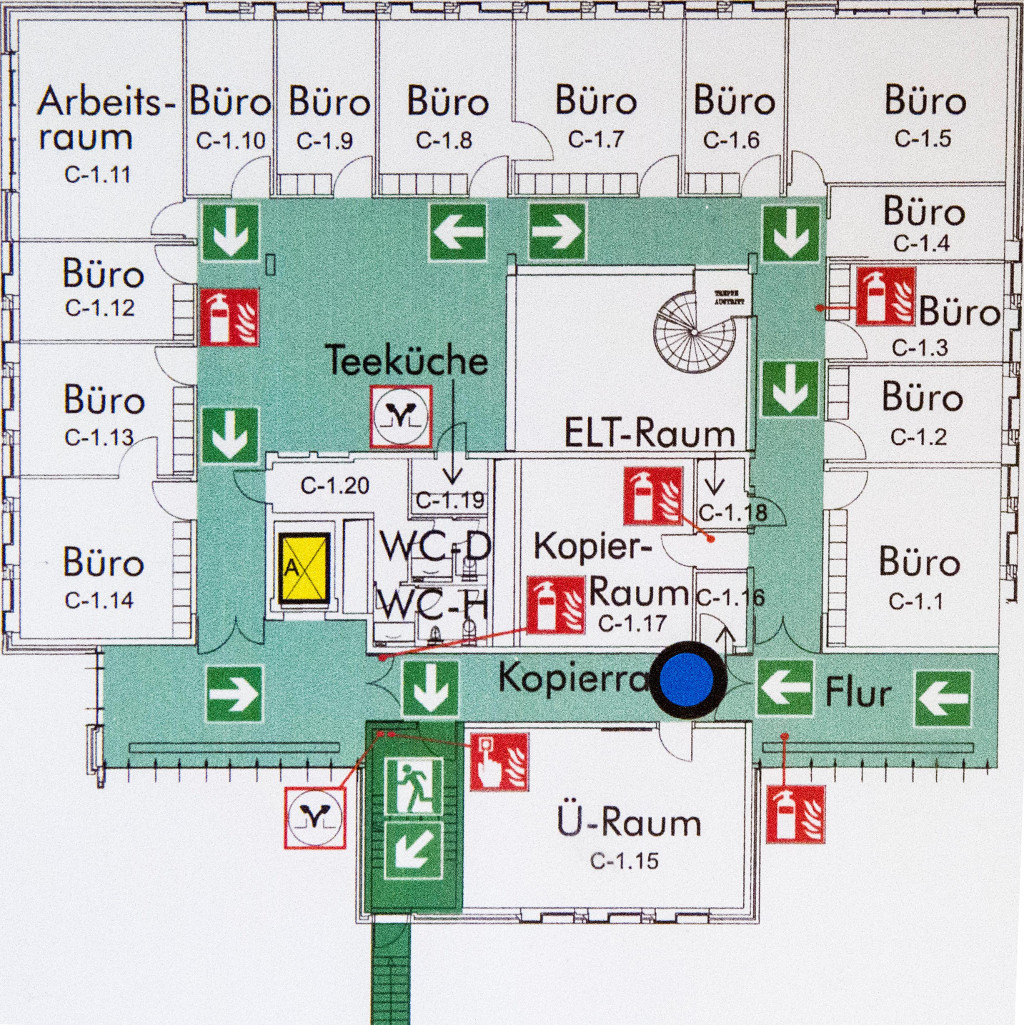 Arbeits-
raum
C-1.11
Büro
C-1.10
Büro
C-1.9
Büro
C-1.8
Büro
C-1.7
Büro
C-1.6
Büro
C-1.5
Büro
C-1.4
Büro
C-1.3
Büro
C-1.2
Büro
C-1.1
Büro
C-1.12
Büro
C-1.13
Büro
C-1.14
Teeküche
ELT-Raum
C-1.20
C-1.19
C-1.18
A
WC-D
WC-H
Kopier-
Raum
C-1.17
C-1.16
Kopierra
Flur
Ü-Raum
C-1.15